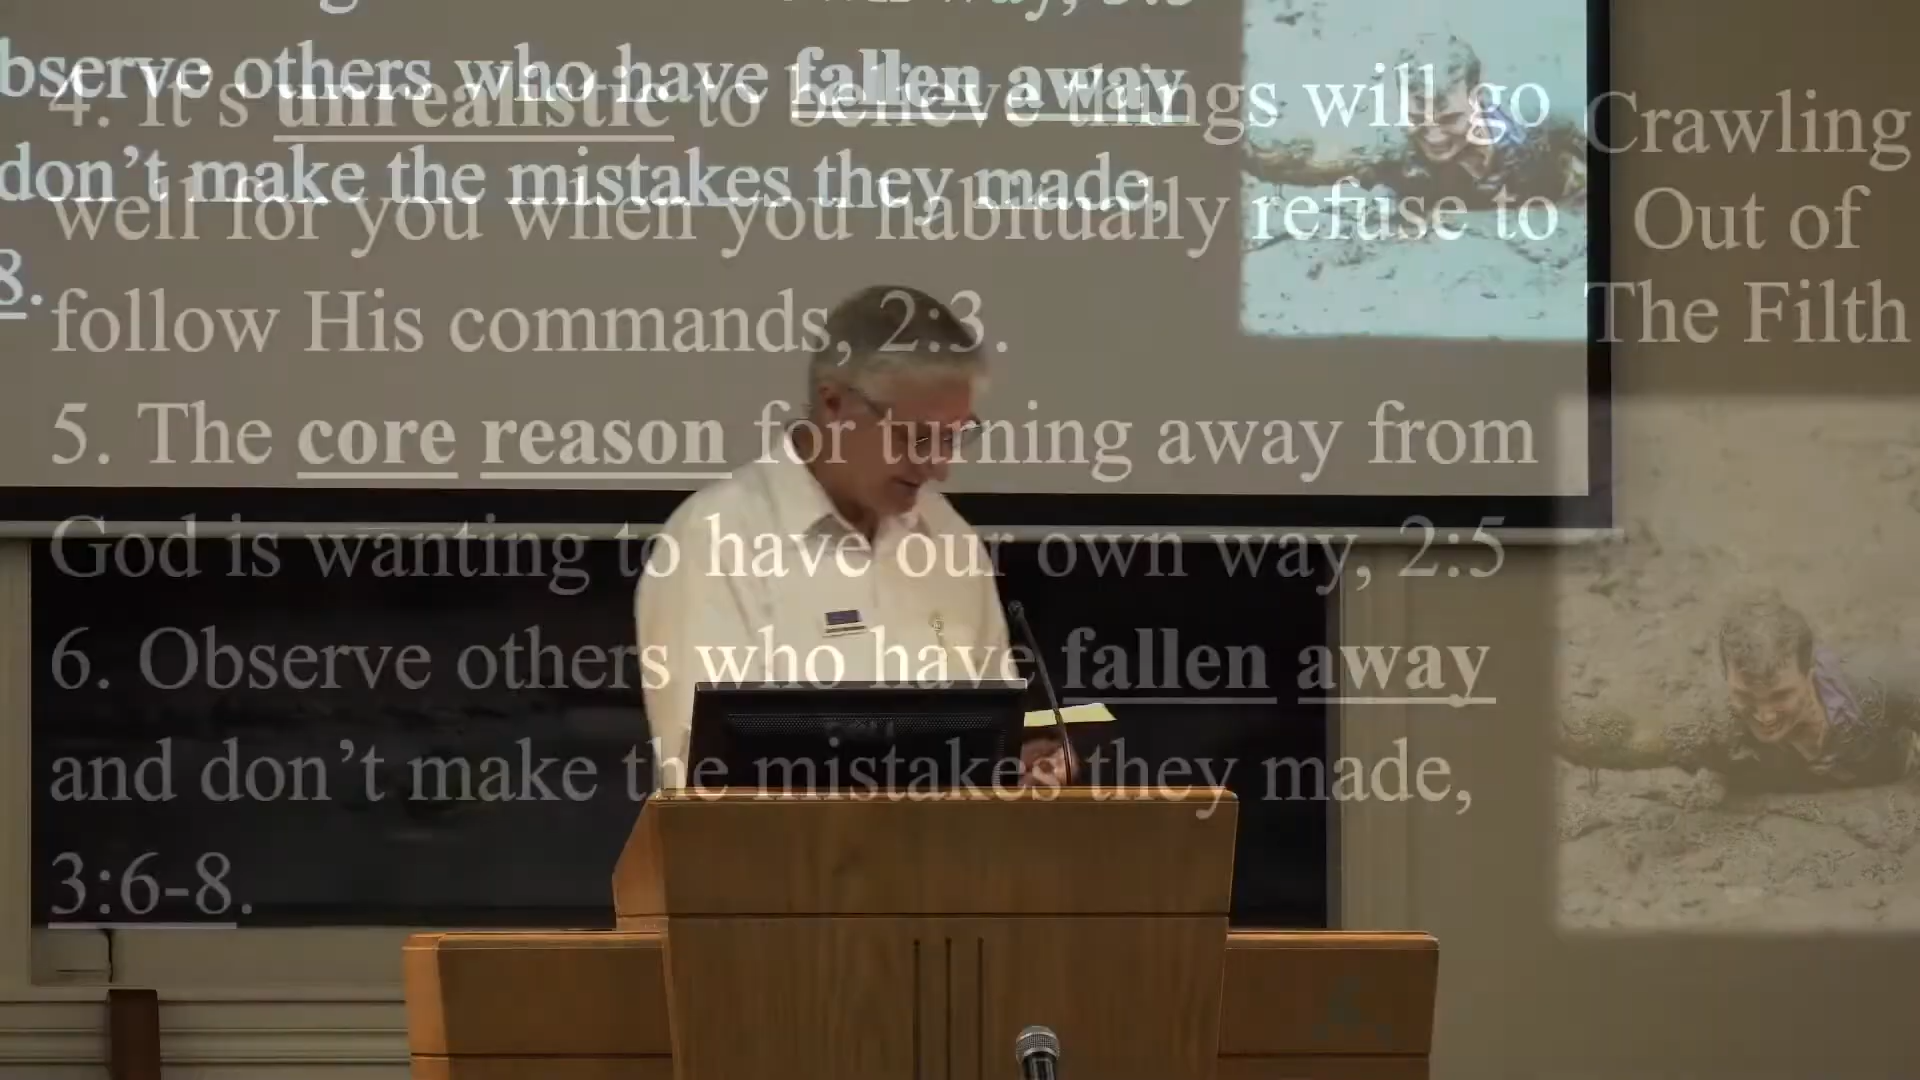 bserve others who have fallen away
don’t make the mistakes they made,
8.
4. It's unrealistic to believe things will go
well for you when you habitually refuse to
follow His commands, 2:3.
5. The core reason for turning away from
God is wanting to have our own way, 2:5
6. Observe others who have fallen away
and don’t make the mistakes they made,
3:6-8.
Crawling
Out of
The Filth